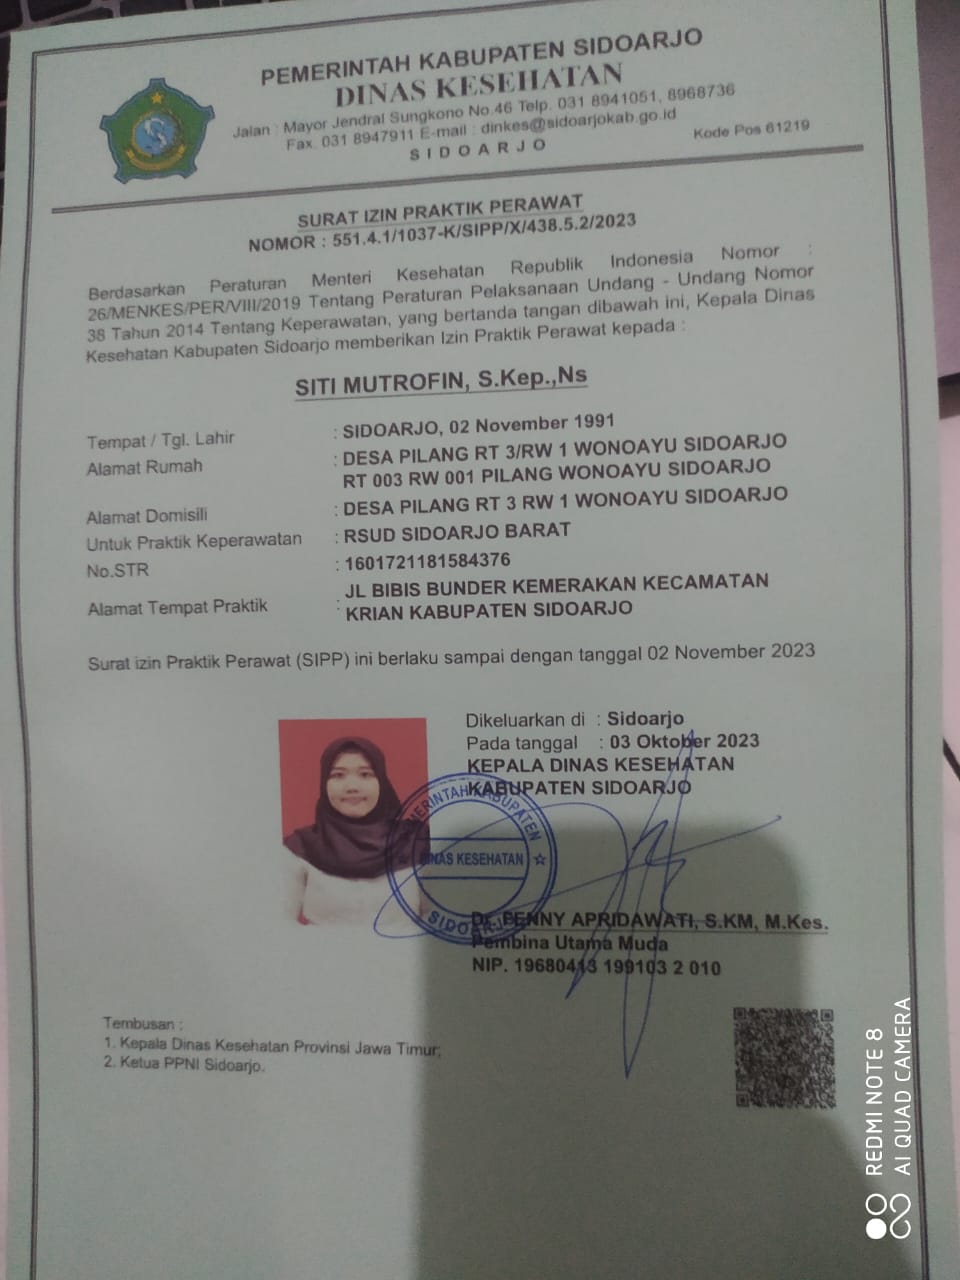 PEMERINTAH KABUPATEN SIDOARJO
DINAS KESEHATAN
Jalan : Mayor Jendral Sungkono No.46 Telp. 031 8941051, 8968736
Fax. 031 8947911 E-mail : dinkes@sidoarjokab.go.id
Kode Pos 61219
SIDOARJO
SURAT IZIN PRAKTIK PERAWAT
NOMOR : 551.4.1/1037-K/SIPP/X/438.5.2/2023
Berdasarkan Peraturan Menteri Kesehatan Republik Indonesia Nomor :
26/MENKES/PER/VIII/2019 Tentang Peraturan Pelaksanaan Undang - Undang Nomor
38 Tahun 2014 Tentang Keperawatan, yang bertanda tangan dibawah ini, Kepala Dinas
Kesehatan Kabupaten Sidoarjo memberikan Izin Praktik Perawat kepada :
SITI MUTROFIN, S.Kep.,Ns
Tempat / Tgl. Lahir : SIDOARJO, 02 November 1991
Alamat Rumah : DESA PILANG RT 3/RW 1 WONOAYU SIDOARJO
RT 003 RW 001 PILANG WONOAYU SIDOARJO
Alamat Domisili : DESA PILANG RT 3 RW 1 WONOAYU SIDOARJO
Untuk Praktik Keperawatan : RSUD SIDOARJO BARAT
No.STR : 1601721181584376
Alamat Tempat Praktik : JL BIBIS BUNDER KEMERAKAN KECAMATAN
KRIAN KABUPATEN SIDOARJO
Surat izin Praktik Perawat (SIPP) ini berlaku sampai dengan tanggal 02 November 2023
Dikeluarkan di : Sidoarjo
Pada tanggal : 03 Oktober 2023
KEPALA DINAS KESEHATAN
KABUPATEN SIDOARJO
PEMERINTAH KABUPATEN
DINAS KESEHATAN
SIDOARJO
Dr. FENNY APRIDAWATI, S.KM, M.Kes.
Pembina Utama Muda
NIP. 19680413 199103 2 010
Tembusan :
1. Kepala Dinas Kesehatan Provinsi Jawa Timur;
2. Ketua PPNI Sidoarjo.
REDMI NOTE 8
AI QUAD CAMERA